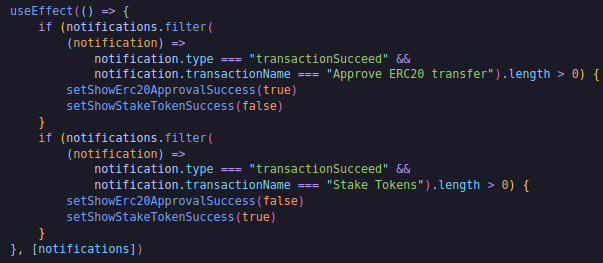 useEffect(() => {
    if (notifications.filter(
        (notification) =>
            notification.type === "transactionSucceed" &&
            notification.transactionName === "Approve ERC20 transfer").length > 0) {
        setShowErc20ApprovalSuccess(true)
        setShowStakeTokenSuccess(false)
    }
    if (notifications.filter(
        (notification) =>
            notification.type === "transactionSucceed" &&
            notification.transactionName === "Stake Tokens").length > 0) {
        setShowErc20ApprovalSuccess(false)
        setShowStakeTokenSuccess(true)
    }
}, [notifications])